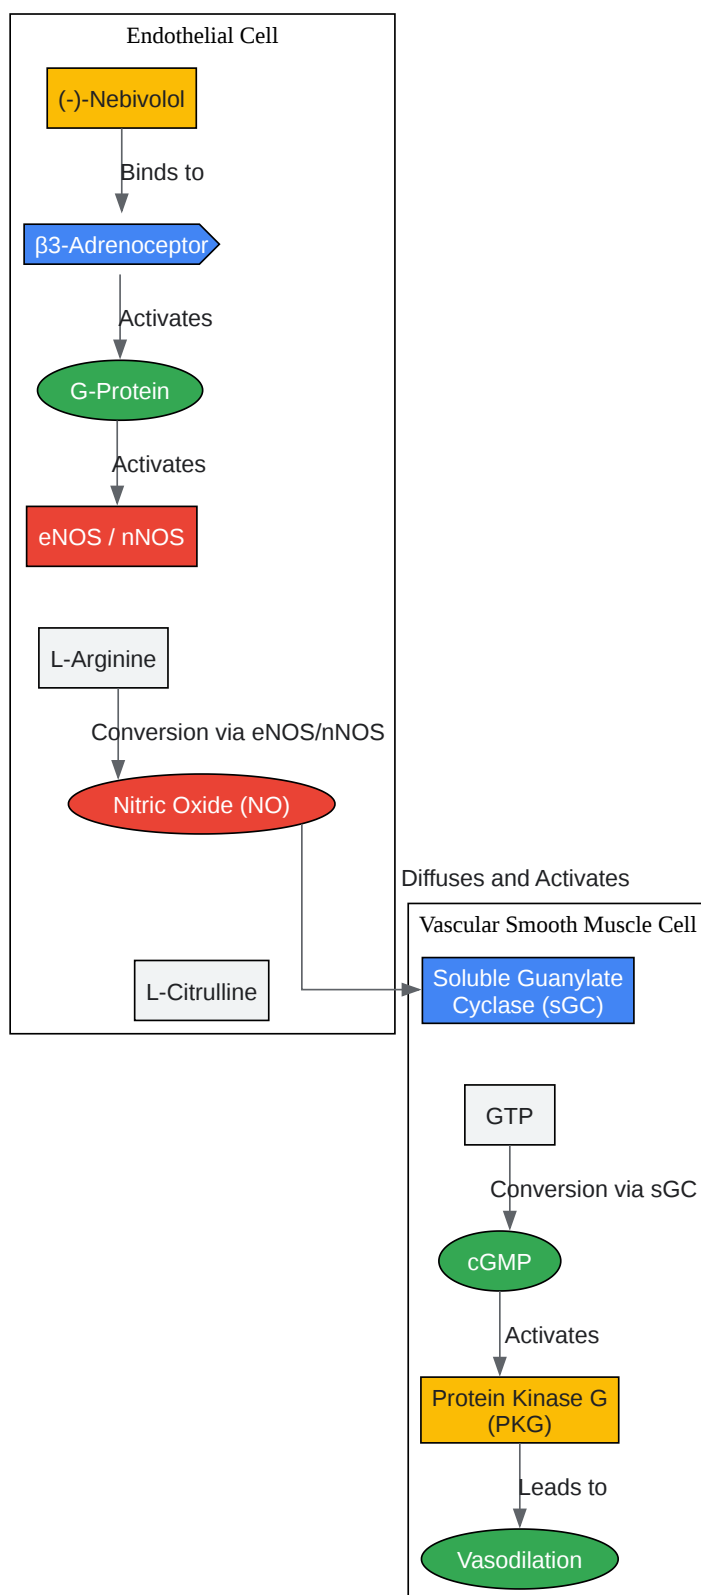 Endothelial Cell
(-)-Nebivolol
Binds to
β3-Adrenoceptor
Activates
G-Protein
Activates
eNOS / nNOS
L-Arginine
Conversion via eNOS/nNOS
Nitric Oxide (NO)
Diffuses and Activates
L-Citrulline
Vascular Smooth Muscle Cell
Soluble Guanylate
Cyclase (sGC)
GTP
Conversion via sGC
cGMP
Activates
Protein Kinase G
(PKG)
Leads to
Vasodilation